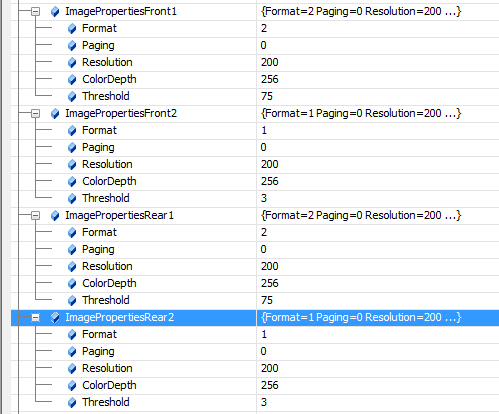 ImagePropertiesFront1 {Format=2 Paging=0 Resolution=200 ...}
Format 2
Paging 0
Resolution 200
ColorDepth 256
Threshold 75
ImagePropertiesFront2 {Format=1 Paging=0 Resolution=200 ...}
Format 1
Paging 0
Resolution 200
ColorDepth 256
Threshold 3
ImagePropertiesRear1 {Format=2 Paging=0 Resolution=200 ...}
Format 2
Paging 0
Resolution 200
ColorDepth 256
Threshold 75
ImagePropertiesRear2 {Format=1 Paging=0 Resolution=200 ...}
Format 1
Paging 0
Resolution 200
ColorDepth 256
Threshold 3